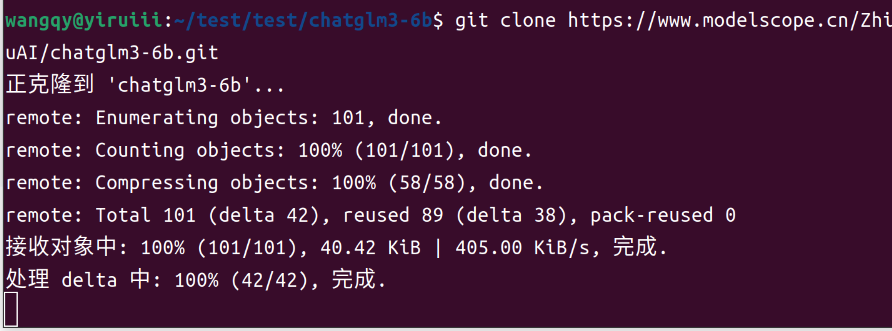 wangqy@yiruiii:~/test/test/chatglm3-6b$ git clone https://www.modelscope.cn/Zhi
uAI/chatglm3-6b.git
正克隆到 'chatglm3-6b'...
remote: Enumerating objects: 101, done.
remote: Counting objects: 100% (101/101), done.
remote: Compressing objects: 100% (58/58), done.
remote: Total 101 (delta 42), reused 89 (delta 38), pack-reused 0
接收对象中: 100% (101/101), 40.42 KiB | 405.00 KiB/s, 完成.
处理 delta 中: 100% (42/42), 完成.